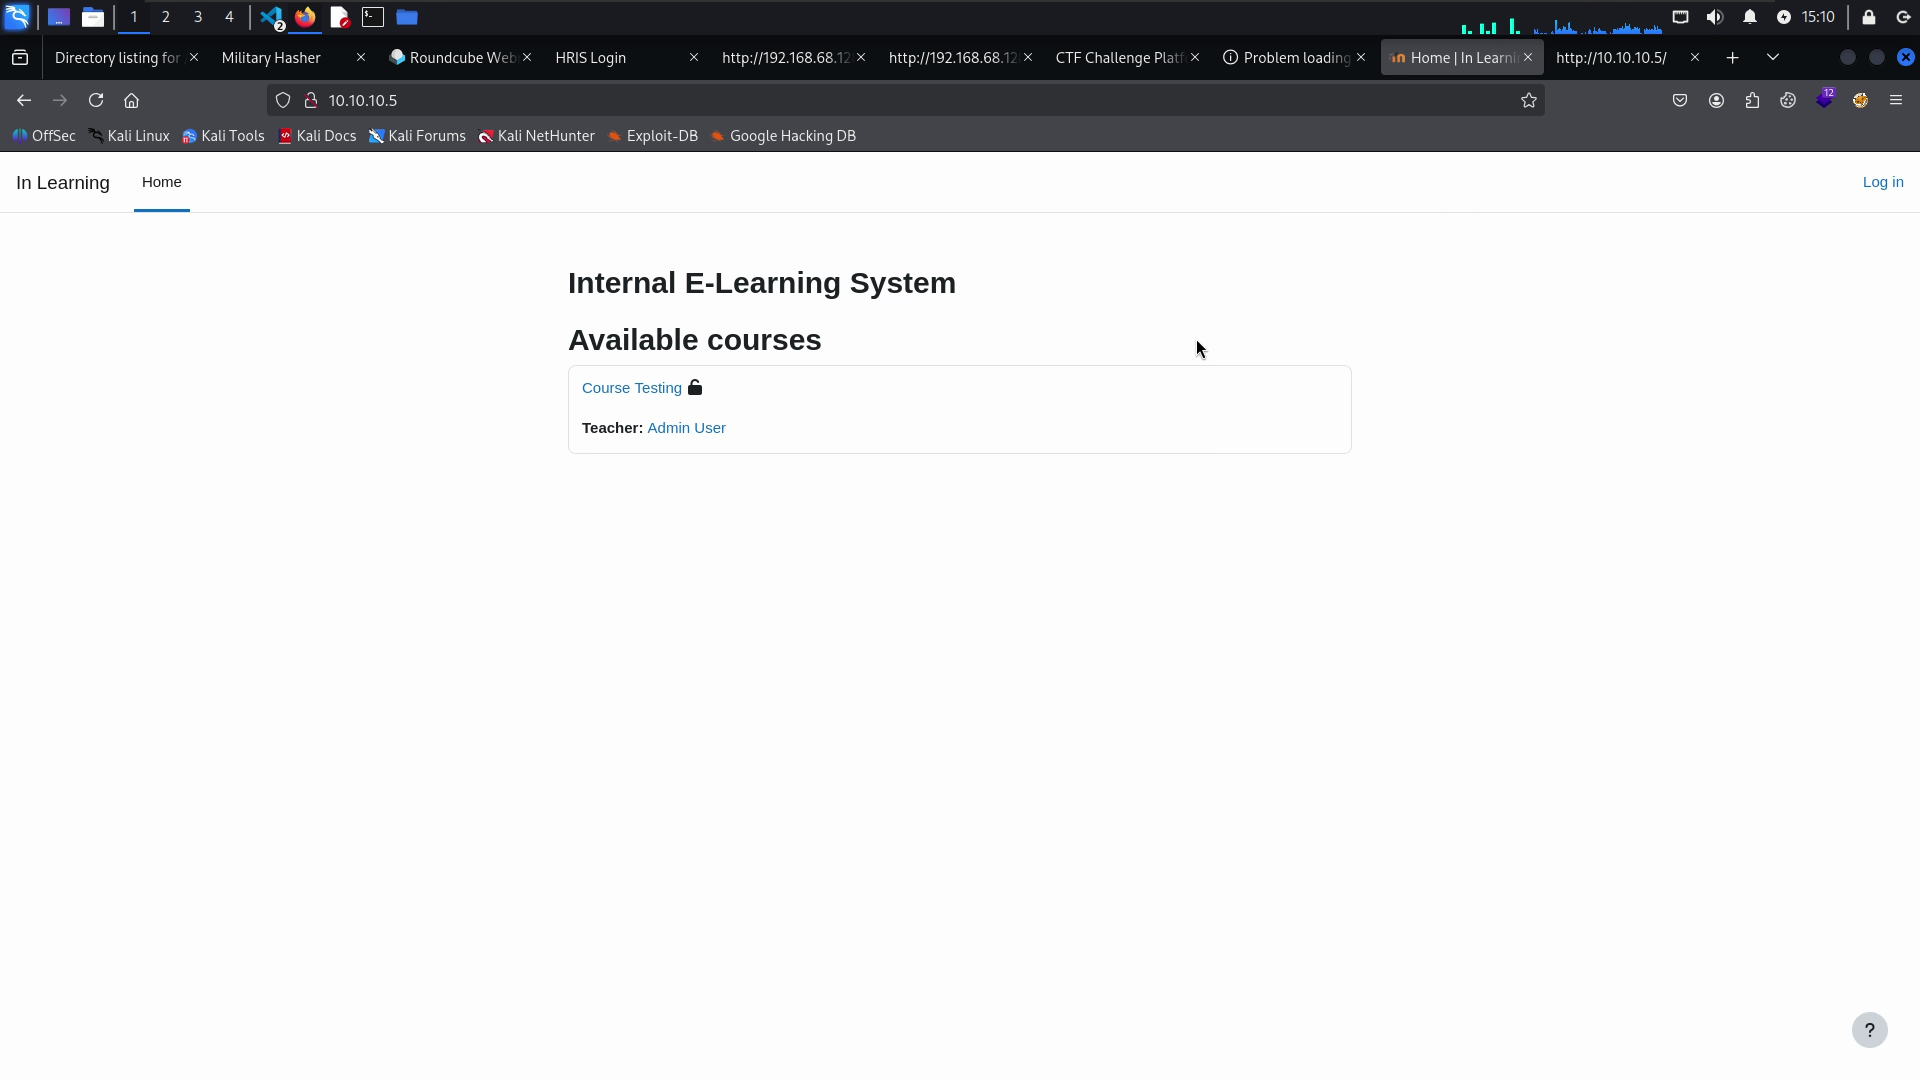 1 2 3 4 2 15:10
Directory listing for Military Hasher Roundcube Web HRIS Login http://192.168.68.12 http://192.168.68.12 CTF Challenge Platf Problem loading Home | In Learni http://10.10.10.5/
10.10.10.5 12
OffSec Kali Linux Kali Tools Kali Docs Kali Forums Kali NetHunter Exploit-DB Google Hacking DB
In Learning Home Log in
Internal E-Learning System
Available courses
Course Testing
Teacher: Admin User
?